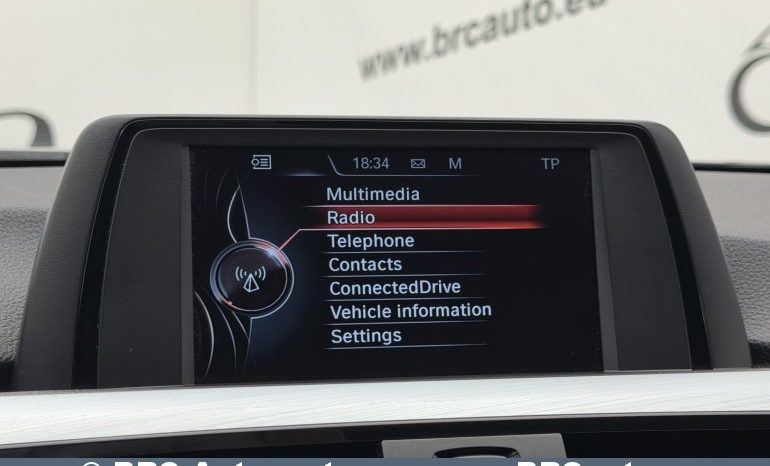 www.brcauto.eu
18:34 M TP
Multimedia
Radio
Telephone
Contacts
ConnectedDrive
Vehicle information
Settings